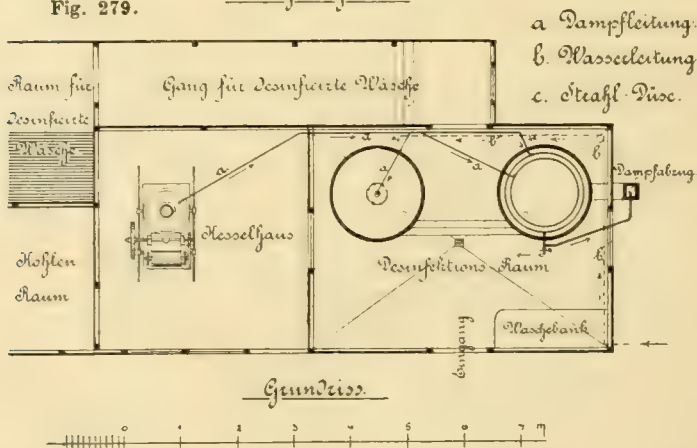 Fig. 279.
a Dampfleitung.
b. Wasserleitung
c. Strahl-Düse.
Raum für
Desinficirte
Wäsche
Gang für Desinficirte Wäsche
a
a
a
a
b
b
Dampfabzug
Kesselhaus
Kohlen
Raum
Desinfektions Raum
b
Eingang
Waschebank
Grundriss.
0 1 2 3 4 5 6 7 m